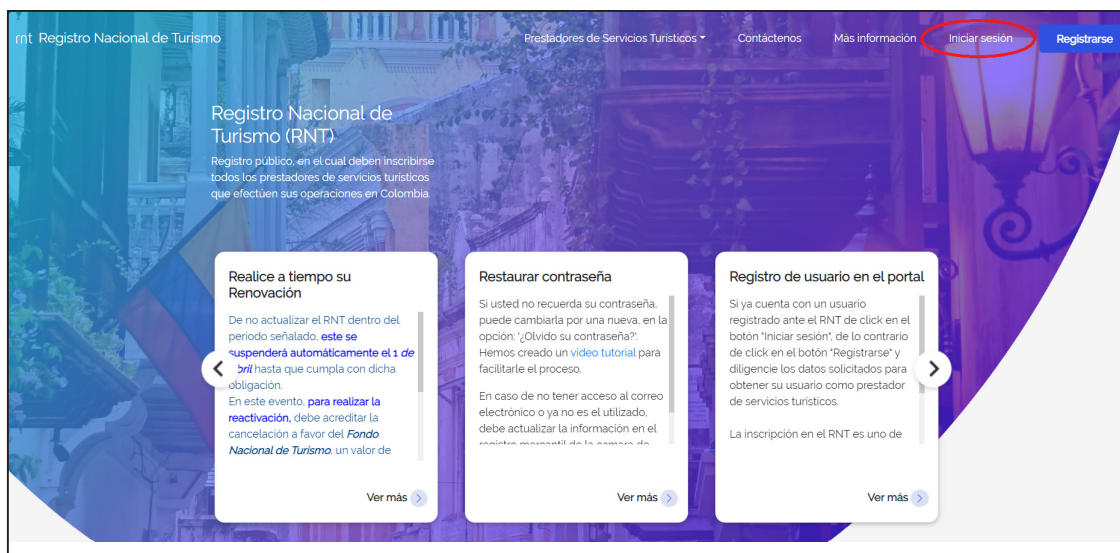 rnt Registro Nacional de Turismo
Prestadores de Servicios Turísticos
Contáctenos
Más información
Iniciar sesión
Registrarse
Registro Nacional de
Turismo (RNT)
Registro público, en el cual deben inscribirse
todos los prestadores de servicios turísticos
que efectúen sus operaciones en Colombia.
Realice a tiempo su
Renovación
De no actualizar el RNT dentro del
periodo señalado, este se
suspenderá automáticamente el 1 de
bril hasta que cumpla con dicha
obligación.
En este evento, para realizar la
reactivación, debe acreditar la
cancelación a favor del Fondo
Nacional de Turismo, un valor de
Ver más
Restaurar contraseña
Si usted no recuerda su contraseña,
puede cambiarla por una nueva, en la
opción: '¿Olvido su contraseña?'.
Hemos creado un video tutorial para
facilitarle el proceso.
En caso de no tener acceso al correo
electrónico o ya no es el utilizado,
debe actualizar la información en el
registro mercantil de la camara de
Ver más
Registro de usuario en el portal
Si ya cuenta con un usuario
registrado ante el RNT de click en el
botón "Iniciar sesión", de lo contrario
de click en el botón "Registrarse" y
diligencie los datos solicitados para
obtener su usuario como prestador
de servicios turísticos.
La inscripción en el RNT es uno de
Ver más